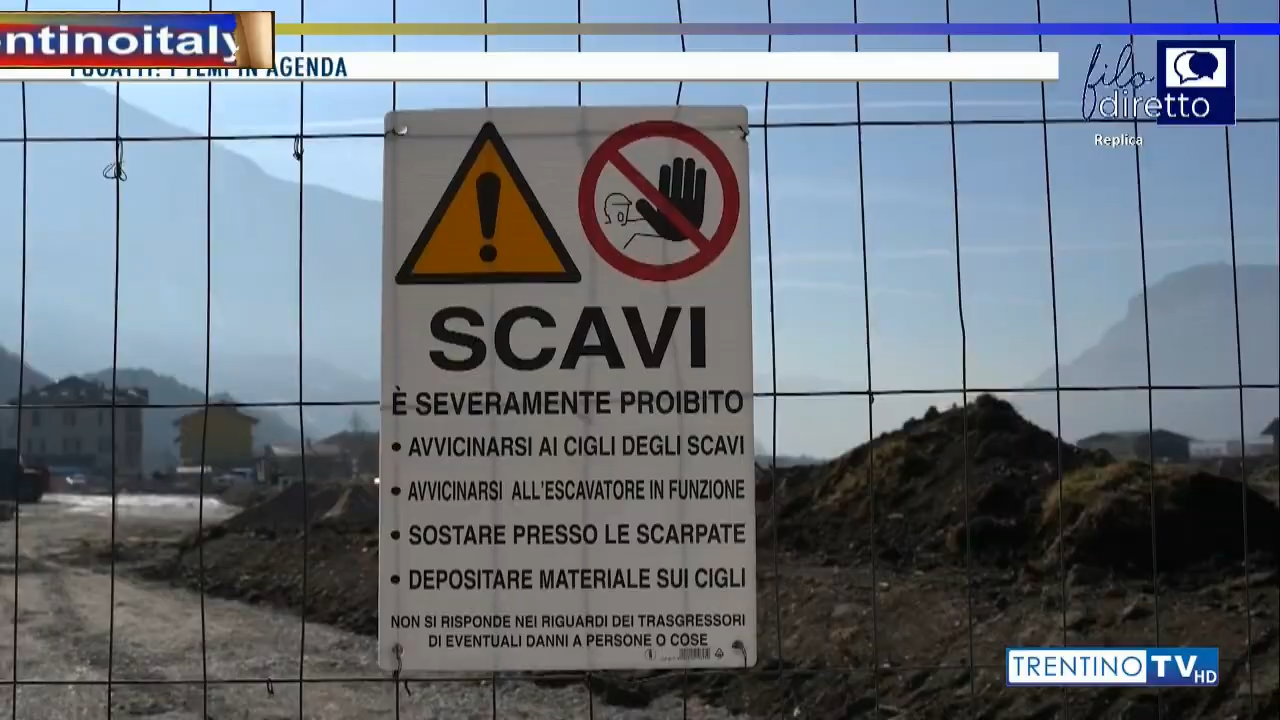 ntinoitaly
FUGATTI: I TEMI IN AGENDA
filo
diretto
Replica
SCAVI
È SEVERAMENTE PROIBITO
• AVVICINARSI AI CIGLI DEGLI SCAVI
• AVVICINARSI ALL'ESCAVATORE IN FUNZIONE
• SOSTARE PRESSO LE SCARPATE
• DEPOSITARE MATERIALE SUI CIGLI
NON SI RISPONDE NEI RIGUARDI DEI TRASGRESSORI
DI EVENTUALI DANNI A PERSONE O COSE
TRENTINO TV HD